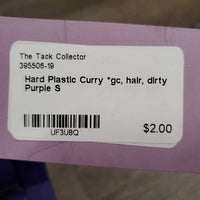 The Tack Collector
395506-19
Hard Plastic Curry *gc, hair, dirty
Purple S
UF3U8Q
$2.00